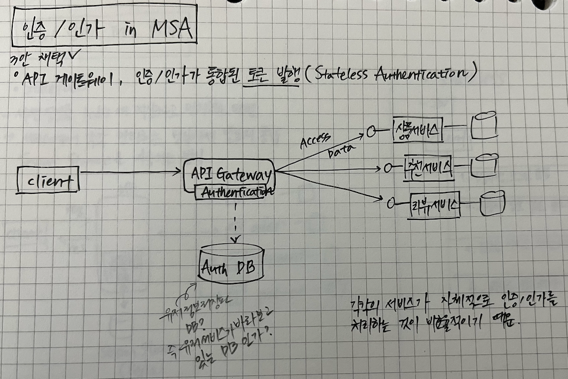 인증/인가 in MSA
3안 채택✓
° API 게이트웨이, 인증/인가가 통합된 토큰 발행 (Stateless Authentication)
Access Data
상품서비스
client
API Gateway
Authentication
추천서비스
리뷰서비스
Auth DB
유저정보저장된
DB?
즉 유저서비스가 바라보고
있는 DB 인가?
각각의 서비스가 자체적으로 인증/인가를
처리하는 것이 비효율적이기 때문.